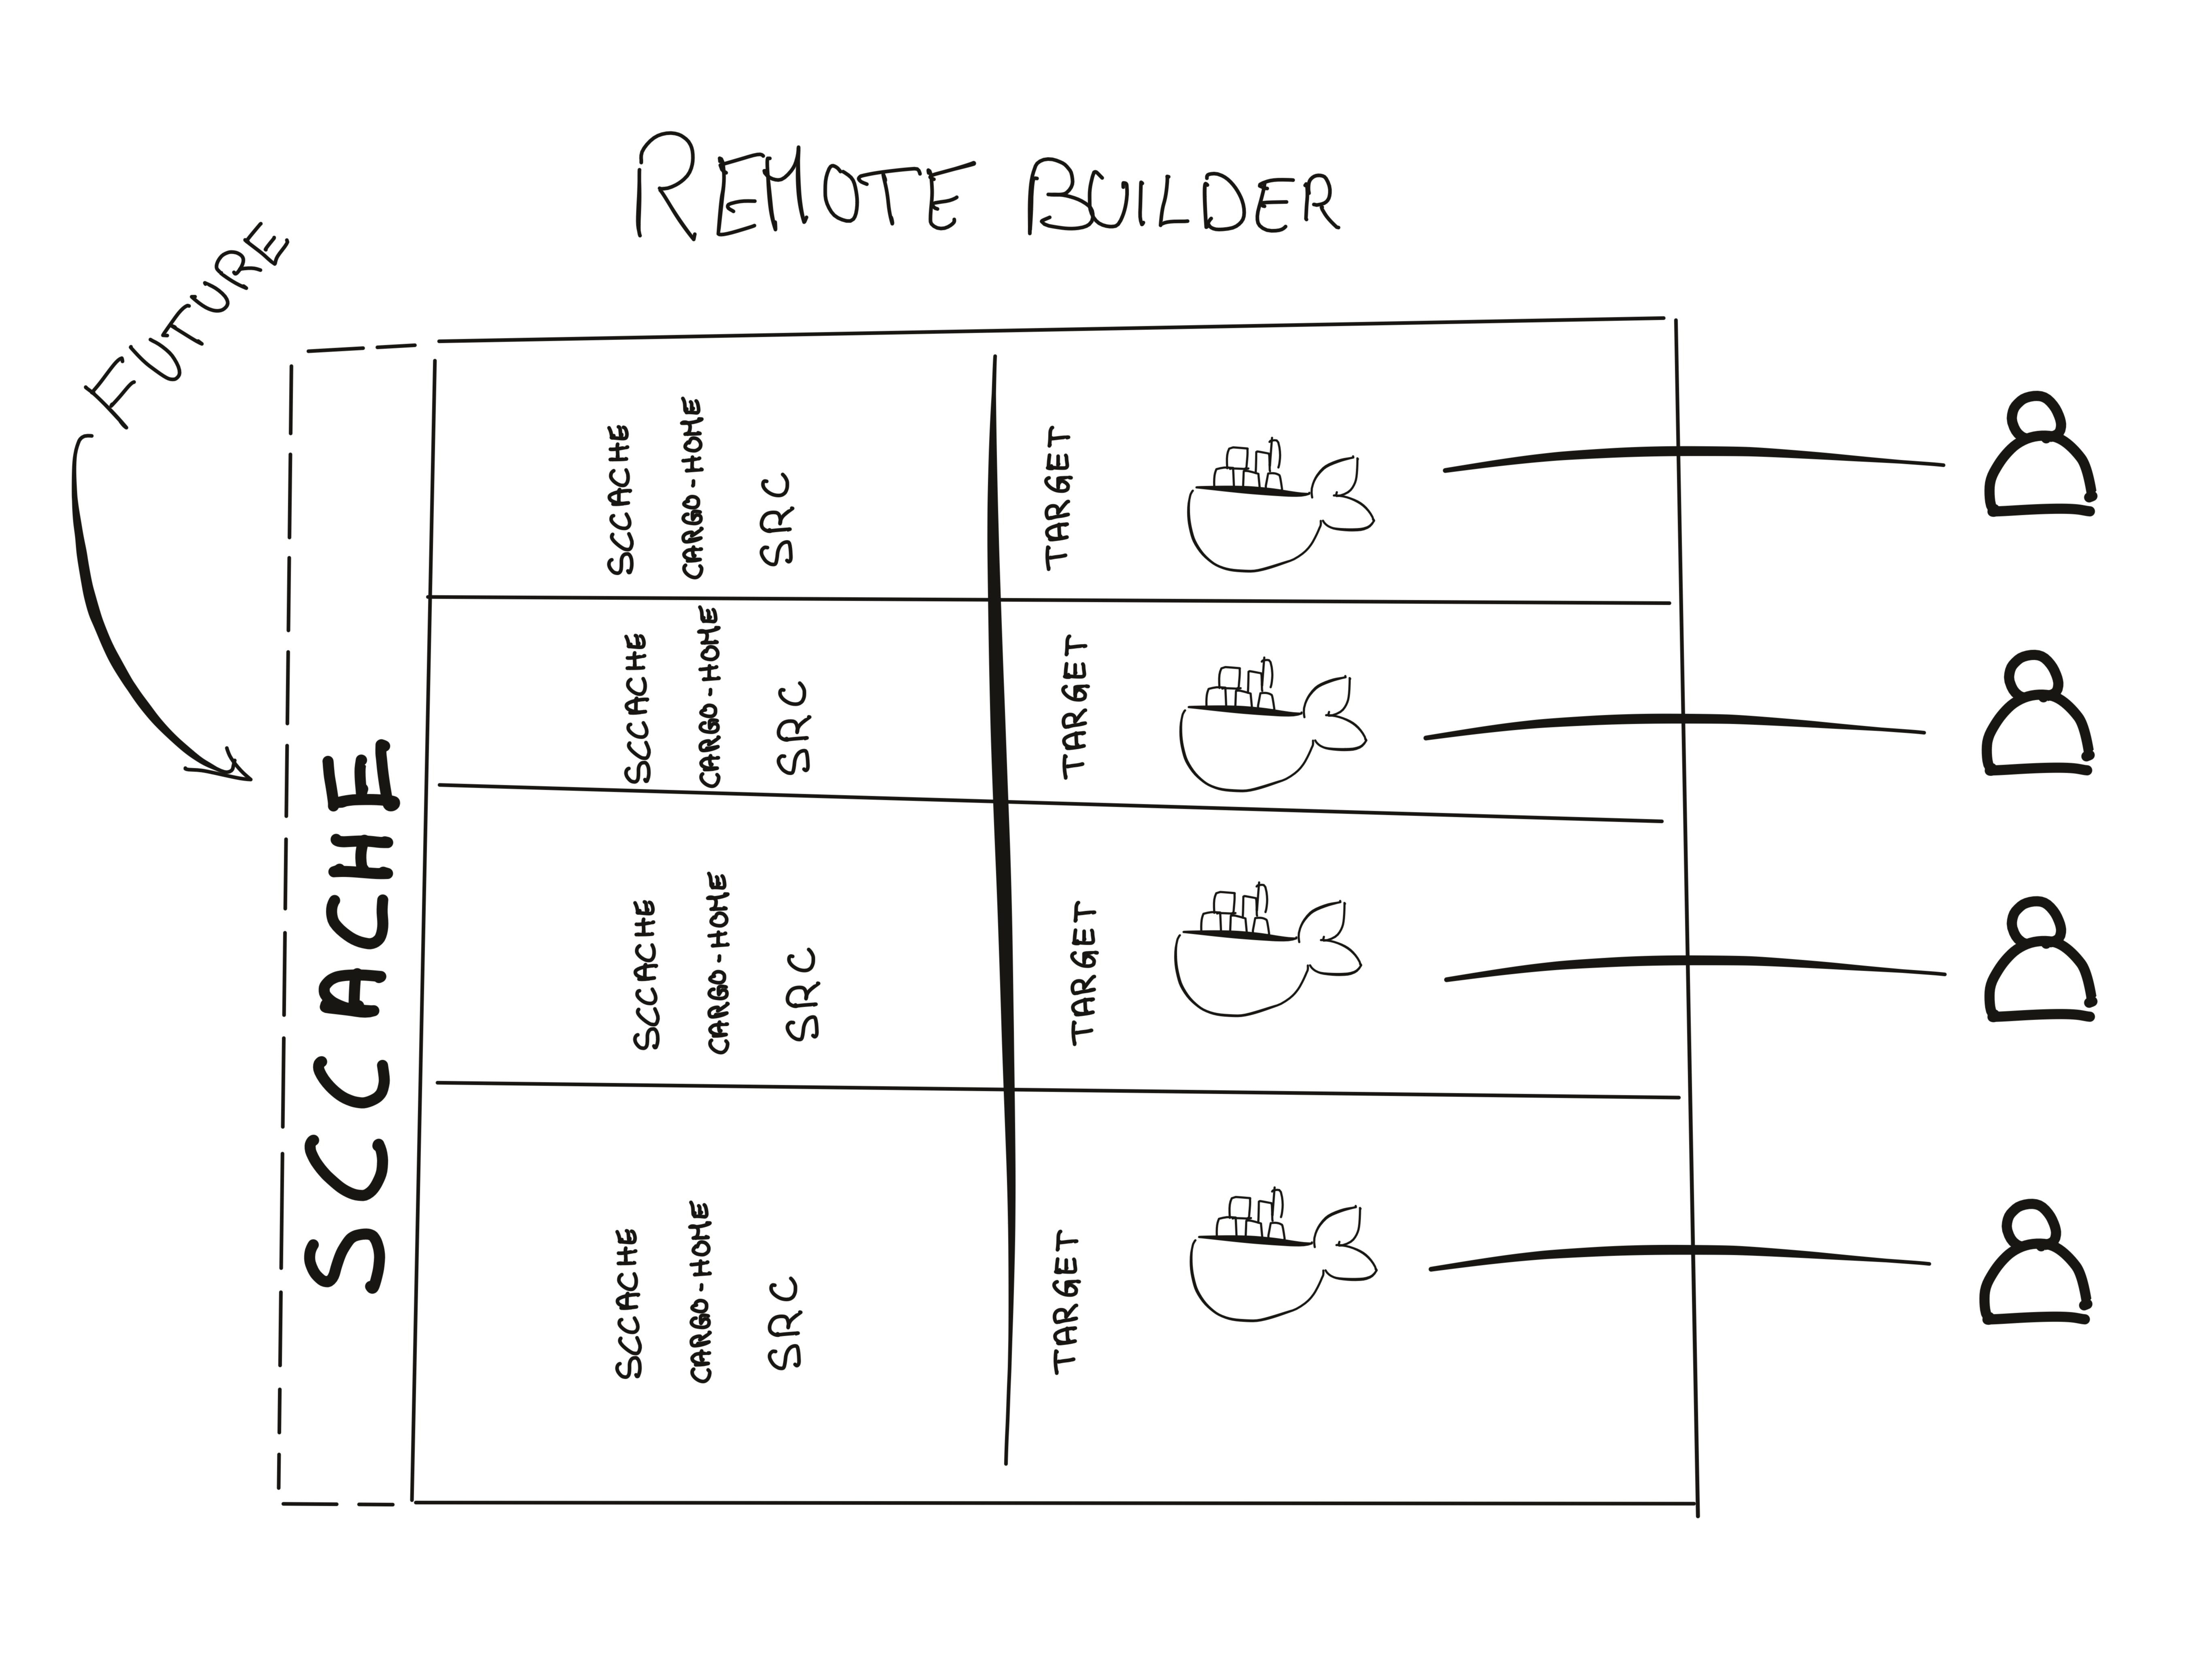 REMOTE BUILDER
FUTURE
SCCACHE
SCCACHE
CARGO-HOME
SRC
TARGET
SCCACHE
CARGO-HOME
SRC
TARGET
SCCACHE
CARGO-HOME
SRC
TARGET
SCCACHE
CARGO-HOME
SRC
TARGET